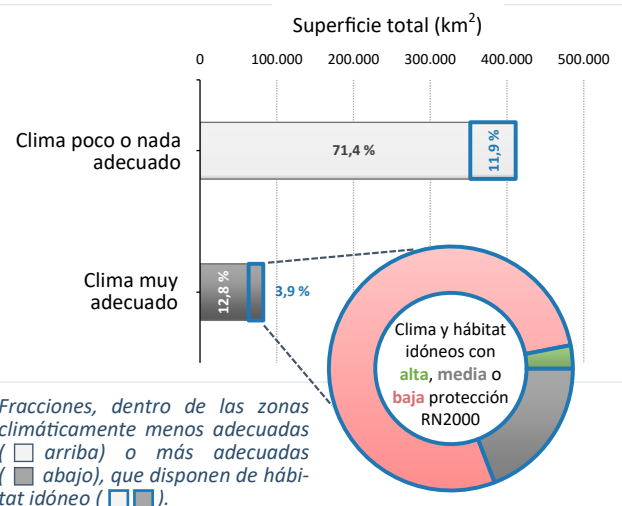 Superficie total (km²)
0 100.000 200.000 300.000 400.000 500.000
Clima poco o nada
adecuado
71,4 %
11,9 %
Clima muy
adecuado
12,8 %
3,9 %
Clima y hábitat
idóneos con
alta, media o
baja protección
RN2000
Fracciones, dentro de las zonas
climáticamente menos adecuadas
( arriba) o más adecuadas
( abajo), que disponen de hábi-
tat idóneo ( ).